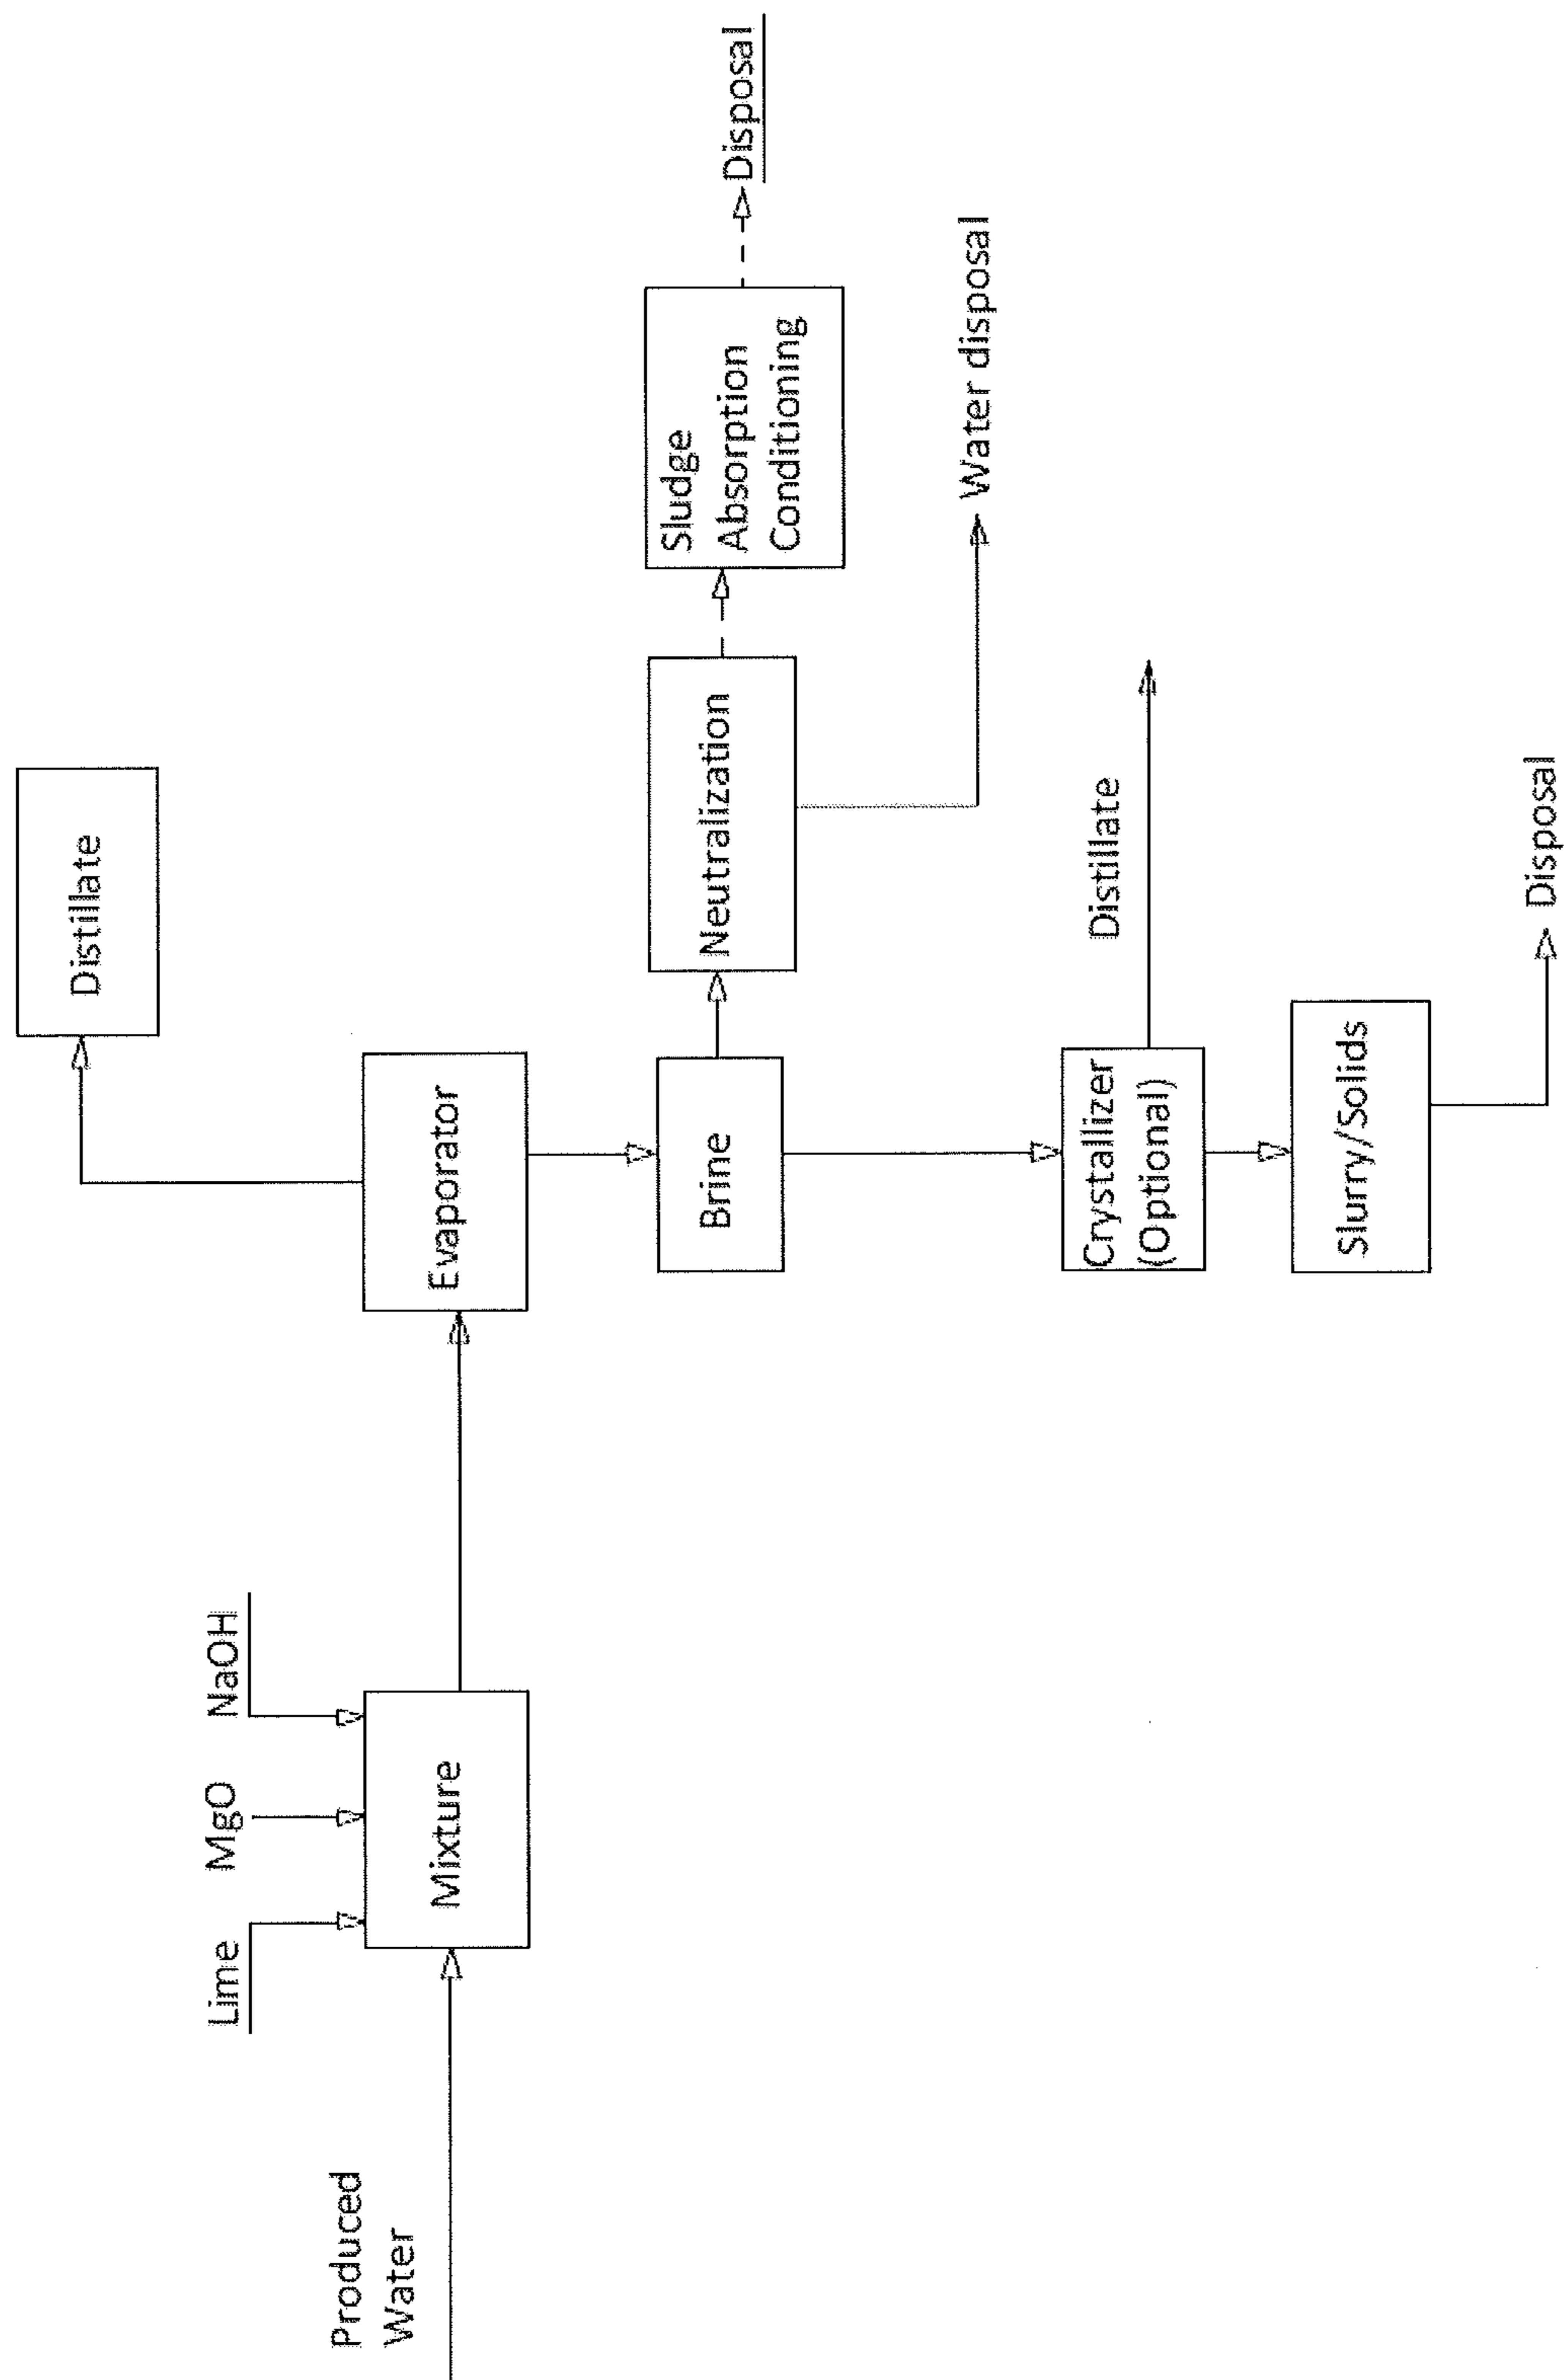 Produced
Water
Lime
MgO
NaOH
Mixture
Evaporator
Distillate
Brine
Neutralization
Sludge
Absorption
Conditioning
Disposal
Water disposal
Crystallizer
(Optional)
Distillate
Slurry/Solids
Disposal